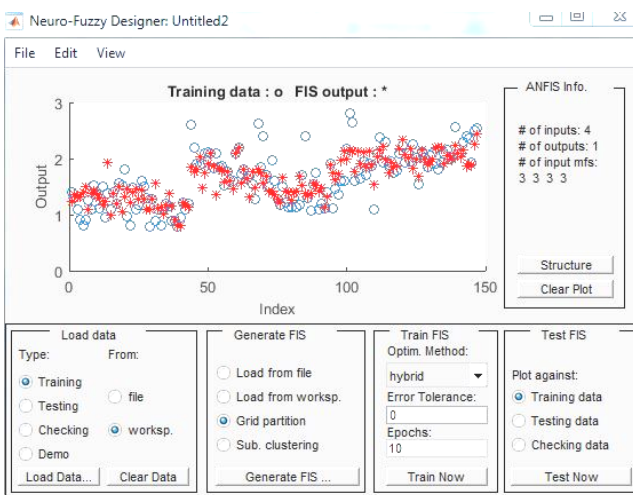 Neuro-Fuzzy Designer: Untitled2
File Edit View
Training data : o FIS output : *
Output
3
2
1
0
0 50 100 150
Index
ANFIS Info.
# of inputs: 4
# of outputs: 1
# of input mfs:
3 3 3 3
Structure
Clear Plot
Load data
Type: From:
Training
Testing
Checking
Demo
file
worksp.
Load Data... Clear Data
Generate FIS
Load from file
Load from worksp.
Grid partition
Sub. clustering
Generate FIS ...
Train FIS
Optim. Method:
hybrid
Error Tolerance:
0
Epochs:
10
Train Now
Test FIS
Plot against:
Training data
Testing data
Checking data
Test Now